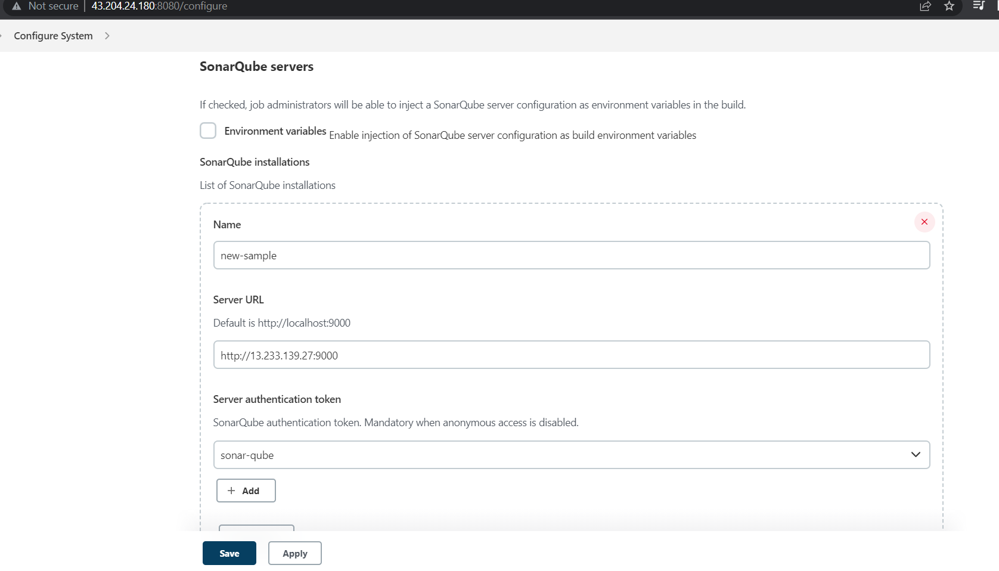 Not secure | 43.204.24.180:8080/configure
Configure System
SonarQube servers
If checked, job administrators will be able to inject a SonarQube server configuration as environment variables in the build.
Environment variables Enable injection of SonarQube server configuration as build environment variables
SonarQube installations
List of SonarQube installations
Name
new-sample
Server URL
Default is http://localhost:9000
http://13.233.139.27:9000
Server authentication token
SonarQube authentication token. Mandatory when anonymous access is disabled.
sonar-qube
+ Add
Save
Apply